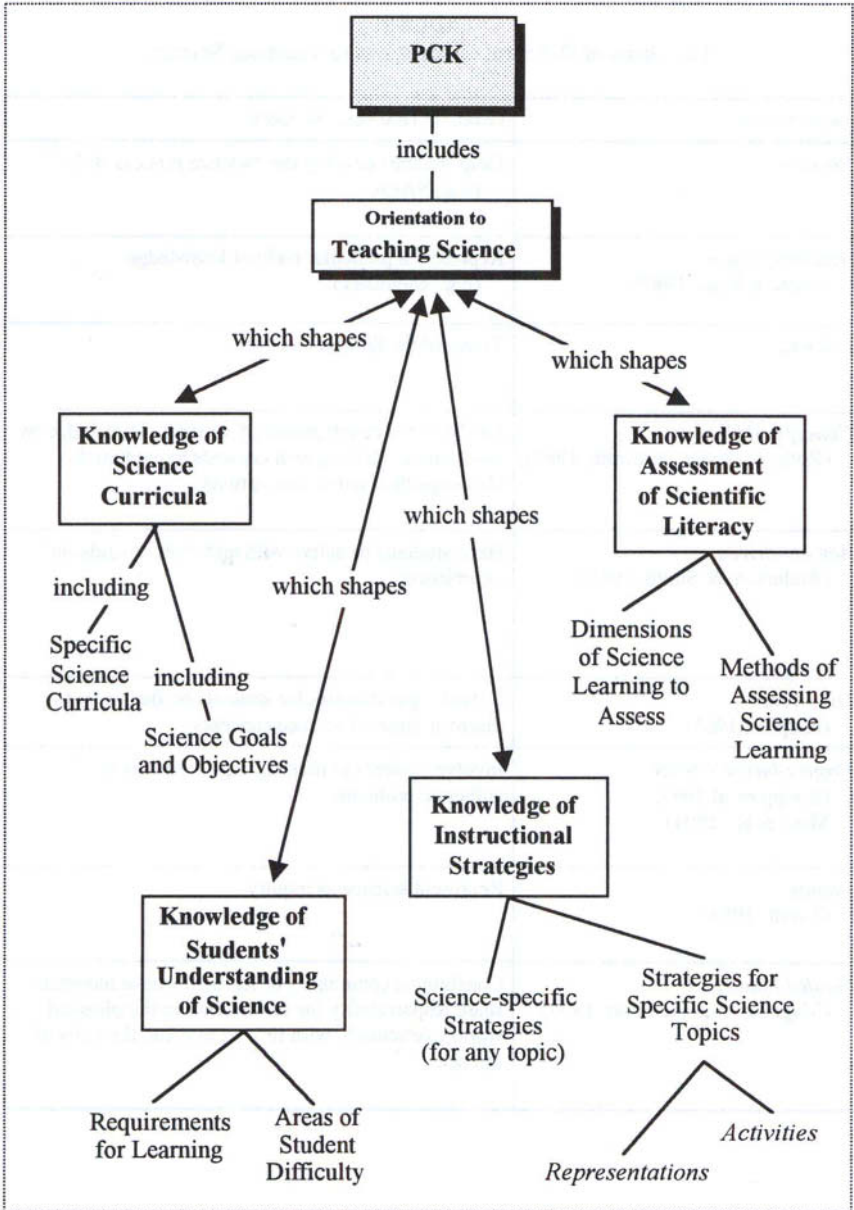 PCK
includes
Orientation to
Teaching Science
which shapes
which shapes
which shapes
which shapes
Knowledge of
Science
Curricula
including
Specific
Science
Curricula
including
Science Goals
and Objectives
Knowledge of
Assessment
of Scientific
Literacy
Dimensions
of Science
Learning to
Assess
Methods of
Assessing
Science
Learning
Knowledge of
Instructional
Strategies
Science-specific
Strategies
(for any topic)
Strategies for
Specific Science
Topics
Representations
Activities
Knowledge of
Students'
Understanding
of Science
Requirements
for Learning
Areas of
Student
Difficulty